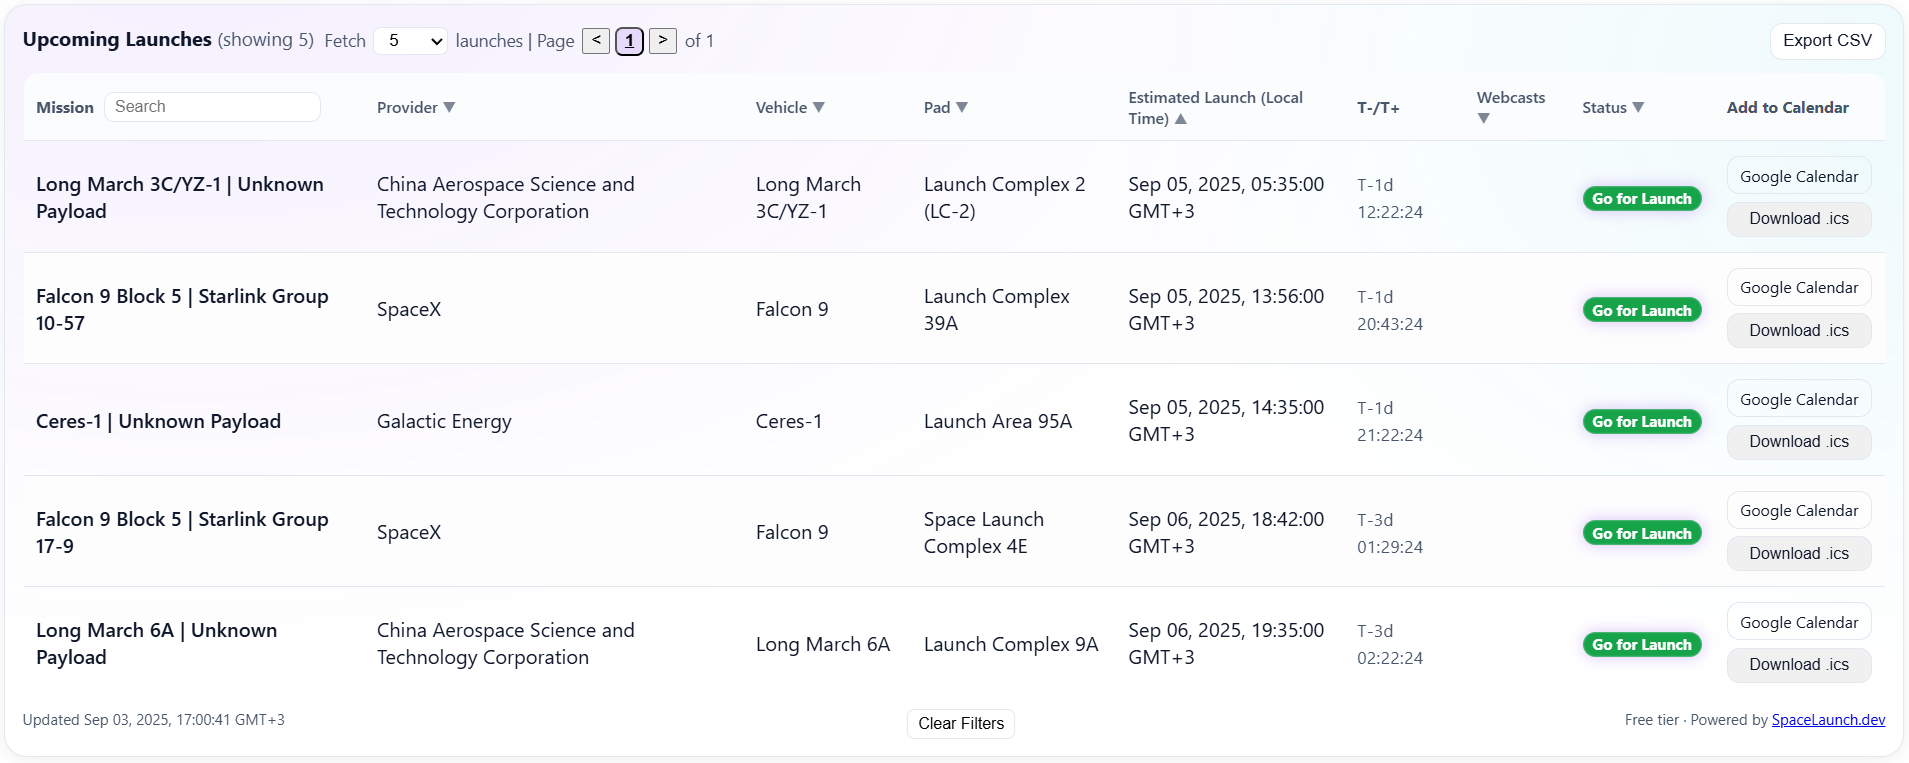 Upcoming Launches (showing 5) Fetch 5 launches | Page < 1 > of 1 Export CSV
Mission Search Provider ▼ Vehicle ▼ Pad ▼ Estimated Launch (Local Time) ▲ T-/T+ Webcasts ▼ Status ▼ Add to Calendar
Long March 3C/YZ-1 | Unknown Payload
China Aerospace Science and Technology Corporation
Long March 3C/YZ-1
Launch Complex 2 (LC-2)
Sep 05, 2025, 05:35:00 GMT+3
T-1d 12:22:24
Go for Launch
Google Calendar
Download .ics
Falcon 9 Block 5 | Starlink Group 10-57
SpaceX
Falcon 9
Launch Complex 39A
Sep 05, 2025, 13:56:00 GMT+3
T-1d 20:43:24
Go for Launch
Google Calendar
Download .ics
Ceres-1 | Unknown Payload
Galactic Energy
Ceres-1
Launch Area 95A
Sep 05, 2025, 14:35:00 GMT+3
T-1d 21:22:24
Go for Launch
Google Calendar
Download .ics
Falcon 9 Block 5 | Starlink Group 17-9
SpaceX
Falcon 9
Space Launch Complex 4E
Sep 06, 2025, 18:42:00 GMT+3
T-3d 01:29:24
Go for Launch
Google Calendar
Download .ics
Long March 6A | Unknown Payload
China Aerospace Science and Technology Corporation
Long March 6A
Launch Complex 9A
Sep 06, 2025, 19:35:00 GMT+3
T-3d 02:22:24
Go for Launch
Google Calendar
Download .ics
Updated Sep 03, 2025, 17:00:41 GMT+3
Clear Filters
Free tier · Powered by SpaceLaunch.dev